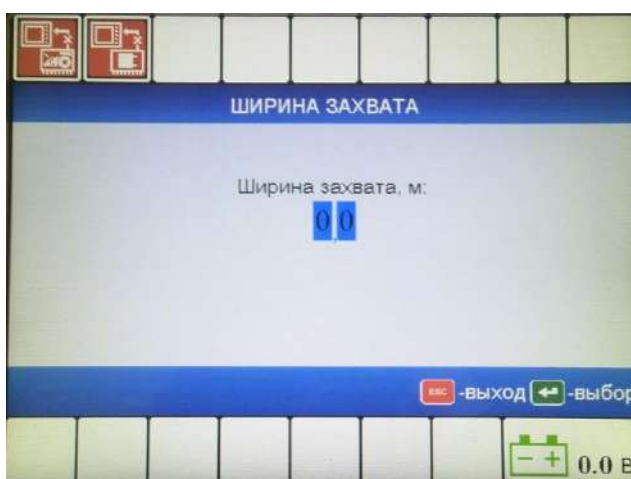 ШИРИНА ЗАХВАТА
Ширина захвата, м:
0,0
ESC -выход -выбор
0.0 В